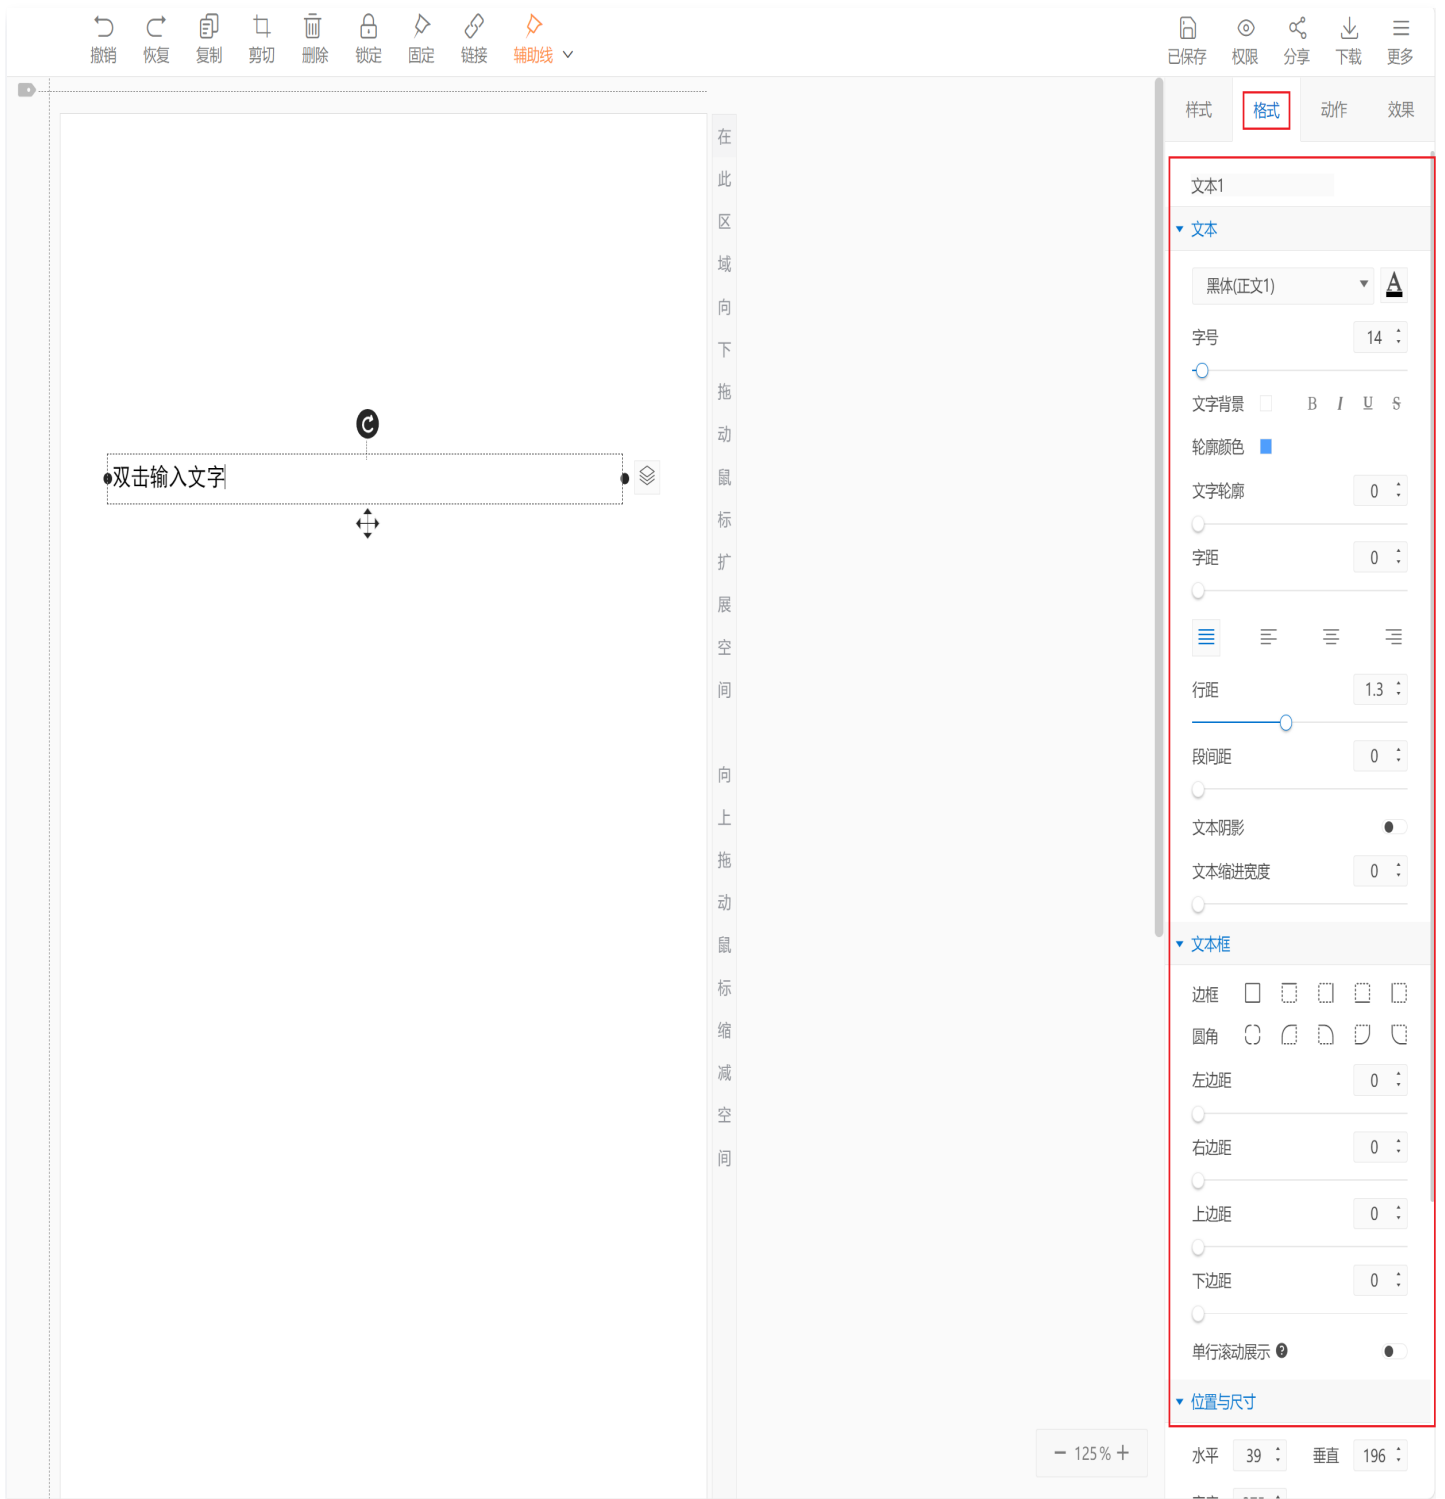 撤销 恢复 复制 剪切 删除 锁定 固定 链接 辅助线 已保存 权限 分享 下载 更多
样式 格式 动作 效果
在此区域向下拖动鼠标扩展空间 向上拖动鼠标缩减空间
双击输入文字
文本1
文本
黑体(正文1) A
字号 14
文字背景 B I U S
轮廓颜色
文字轮廓 0
字距 0
行距 1.3
段间距 0
文本阴影
文本缩进宽度 0
文本框
边框
圆角
左边距 0
右边距 0
上边距 0
下边距 0
单行滚动展示 ?
位置与尺寸
水平 39 垂直 196
− 125% +